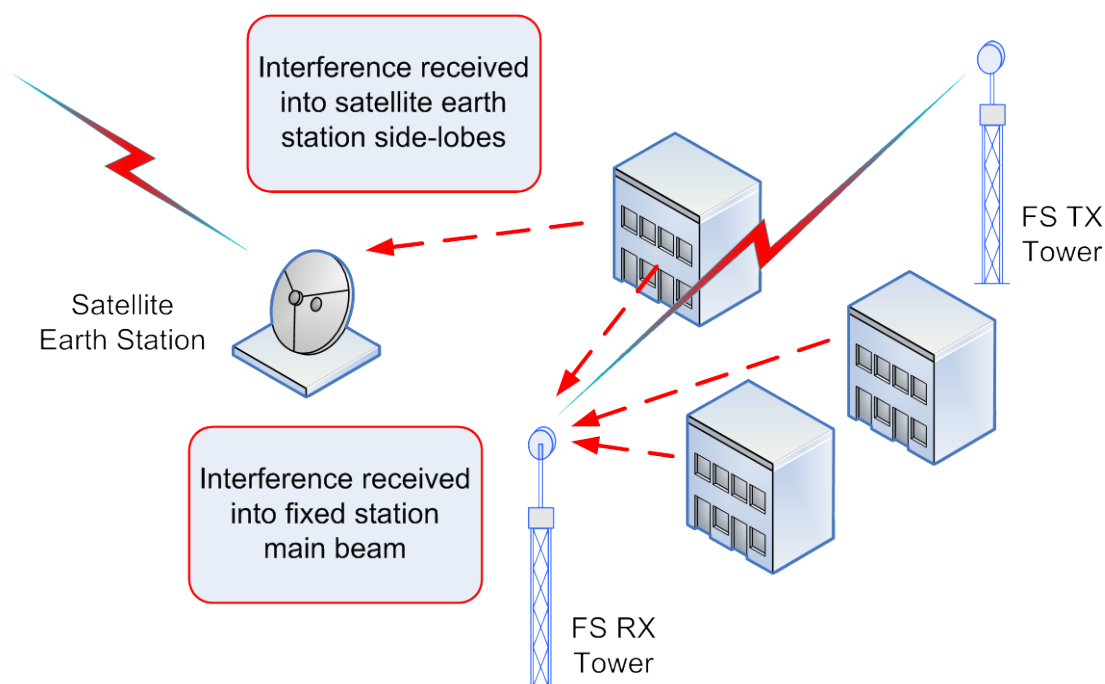 Interference received
into satellite earth
station side-lobes
FS TX
Tower
Satellite
Earth Station
Interference received
into fixed station
main beam
FS RX
Tower